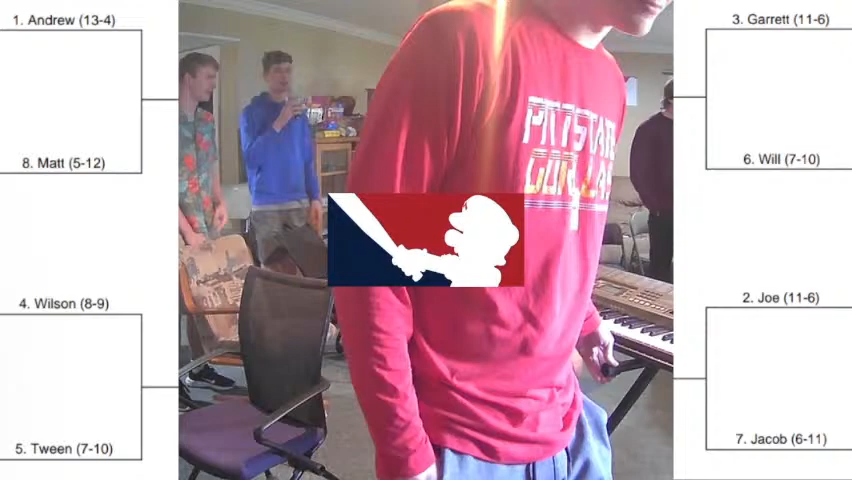 1. Andrew (13-4)
8. Matt (5-12)
4. Wilson (8-9)
5. Tween (7-10)
3. Garrett (11-6)
6. Will (7-10)
2. Joe (11-6)
7. Jacob (6-11)